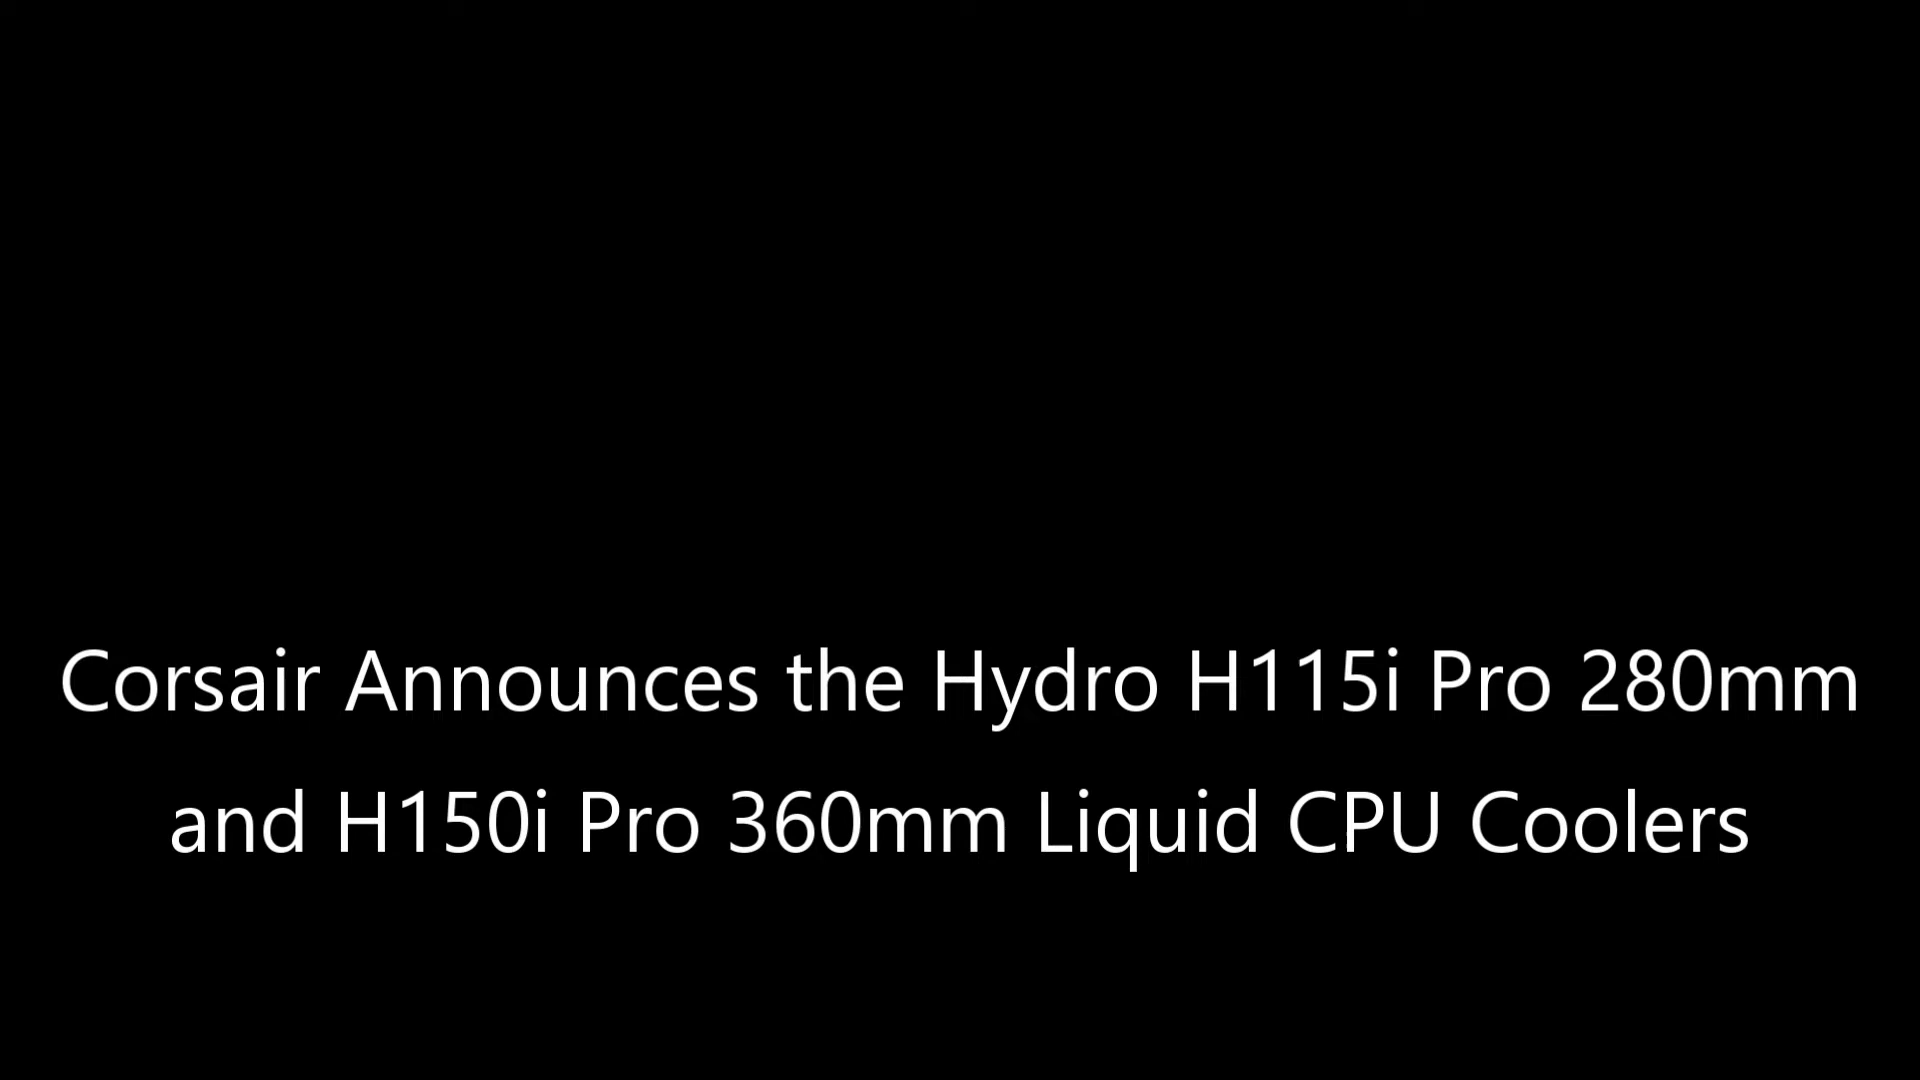 Corsair Announces the Hydro H115i Pro 280mm
and H150i Pro 360mm Liquid CPU Coolers